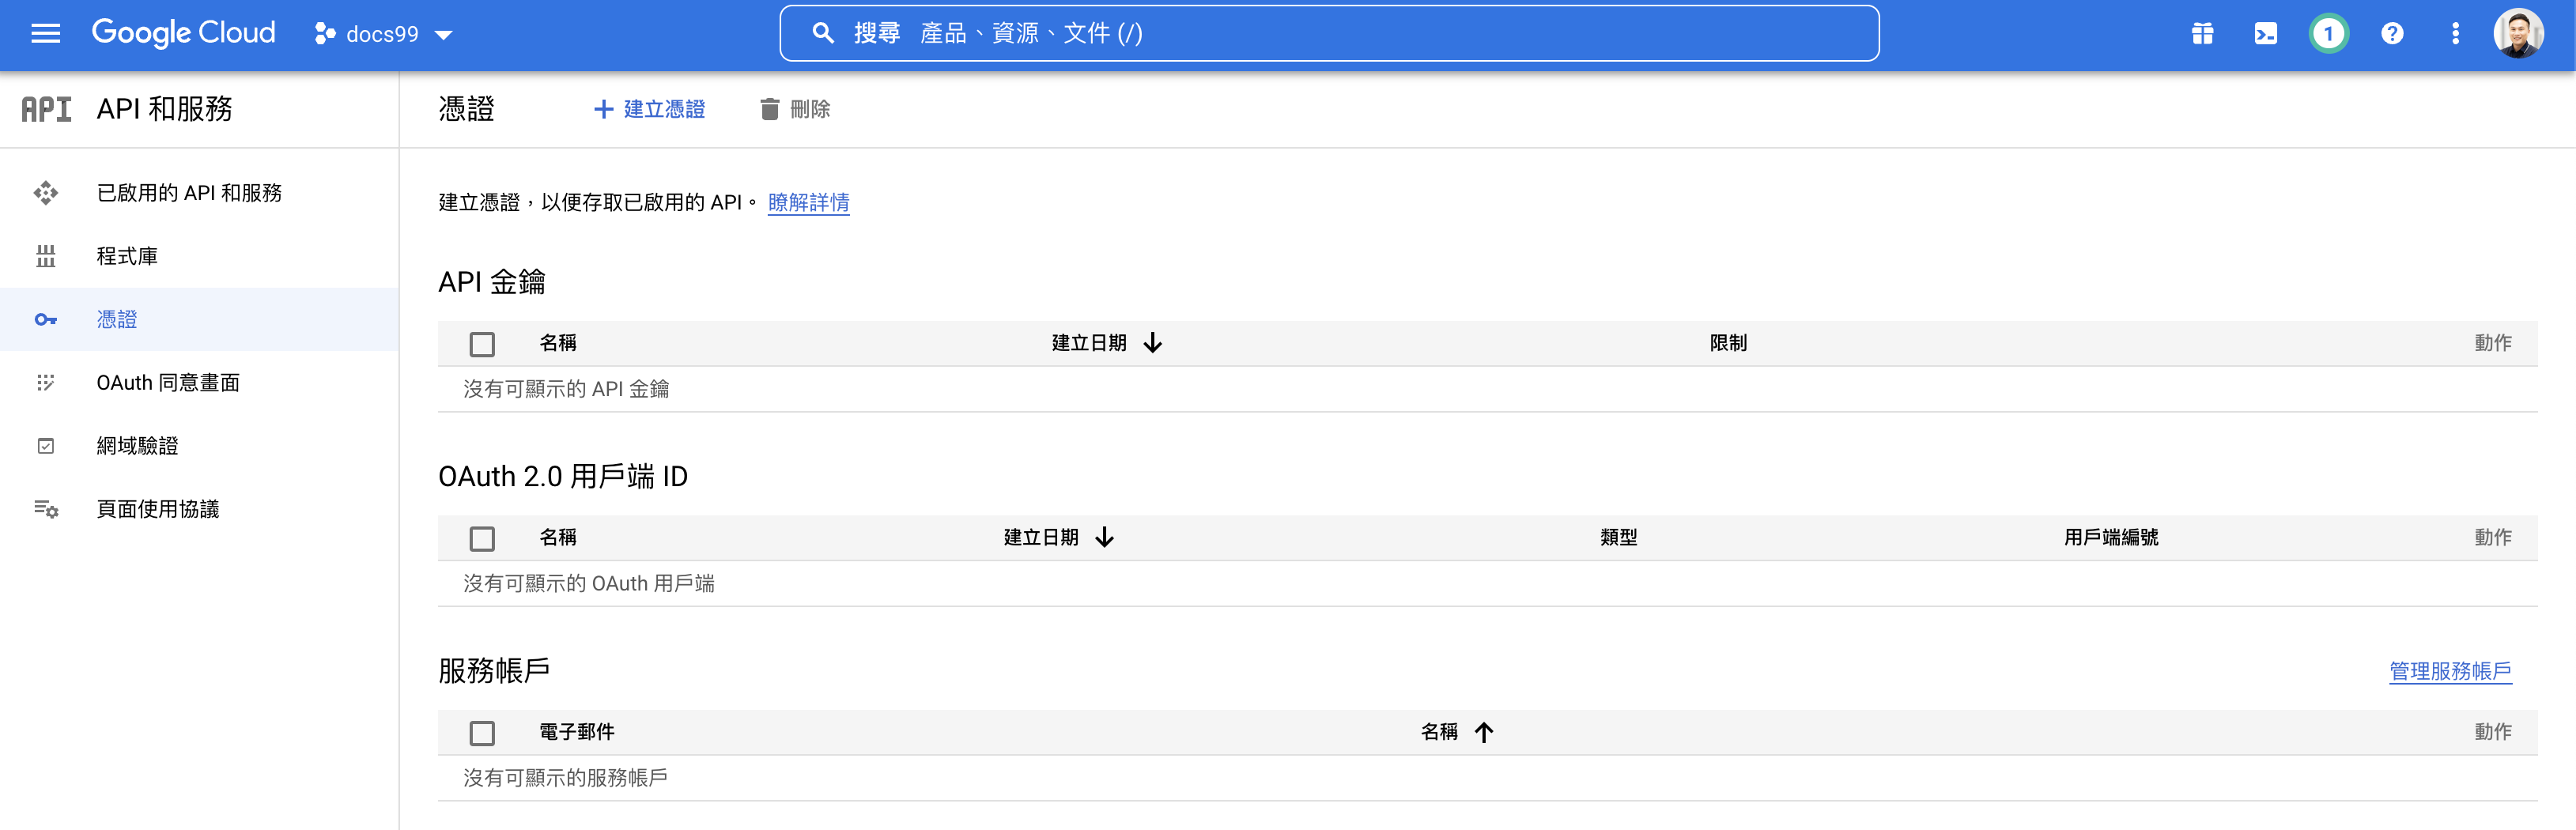 Google Cloud
docs99
搜尋 產品、資源、文件 (/)
1
API API 和服務
憑證
建立憑證
刪除
已啟用的 API 和服務
程式庫
憑證
OAuth 同意畫面
網域驗證
頁面使用協議
建立憑證，以便存取已啟用的 API。 瞭解詳情
API 金鑰
名稱 建立日期 限制 動作
沒有可顯示的 API 金鑰
OAuth 2.0 用戶端 ID
名稱 建立日期 類型 用戶端編號 動作
沒有可顯示的 OAuth 用戶端
服務帳戶
管理服務帳戶
電子郵件 名稱 動作
沒有可顯示的服務帳戶